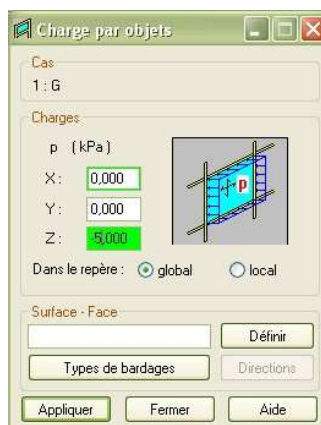 Charge par objets
Cas
1 : G
Charges
p (kPa)
X : 0,000
Y : 0,000
Z : -5,000
p
Dans le repère : global local
Surface - Face
Définir
Types de bardages Directions
Appliquer Fermer Aide